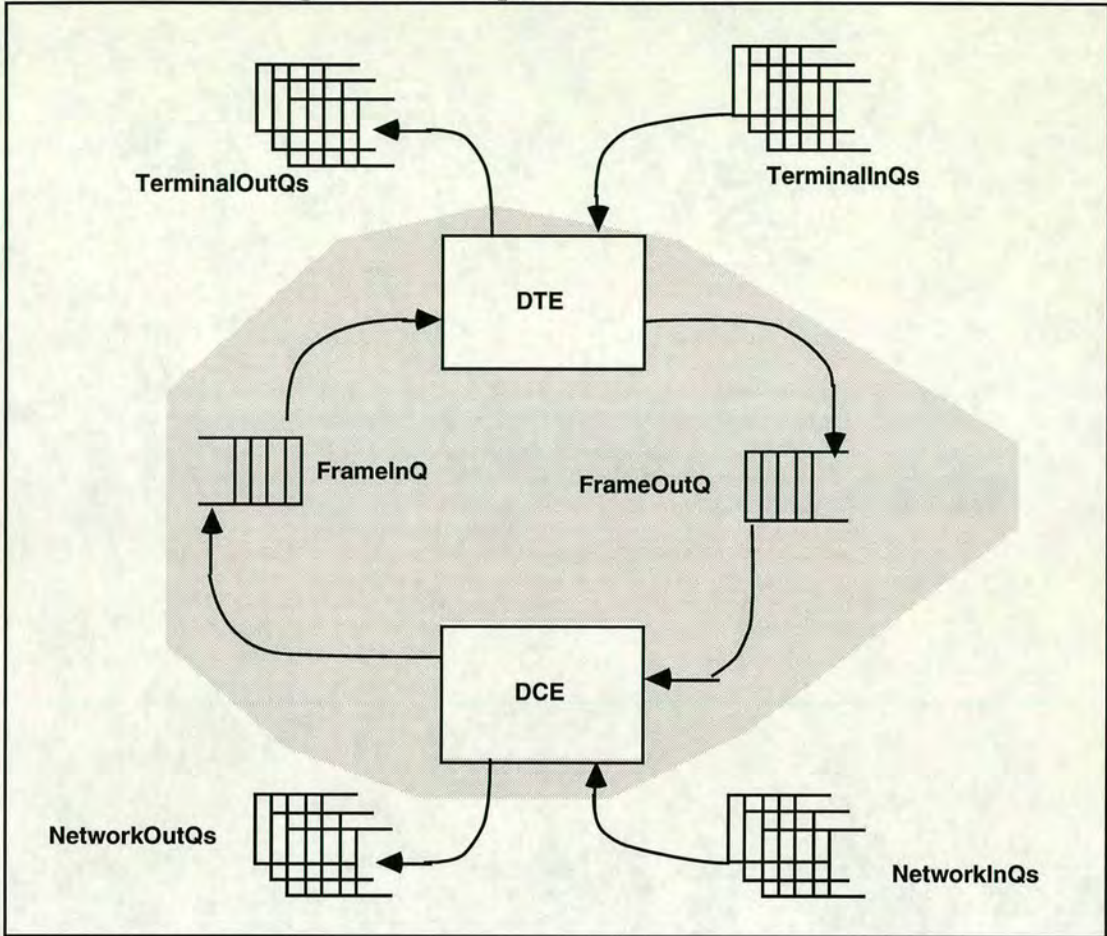 TerminalOutQs
TerminalInQs
DTE
FrameInQ
FrameOutQ
DCE
NetworkOutQs
NetworkInQs